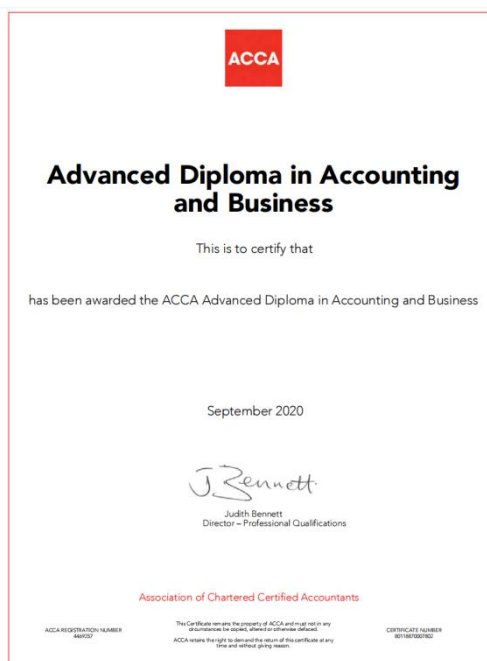 ACCA
Advanced Diploma in Accounting
and Business
This is to certify that
has been awarded the ACCA Advanced Diploma in Accounting and Business
September 2020
J Bennett
Judith Bennett
Director – Professional Qualifications
Association of Chartered Certified Accountants
ACCA REGISTRATION NUMBER
This Certificate remains the property of ACCA and must not in any
circumstances be copied, altered or otherwise defaced.
ACCA retains the right to demand the return of this certificate at any
time and without giving reason.
CERTIFICATE NUMBER